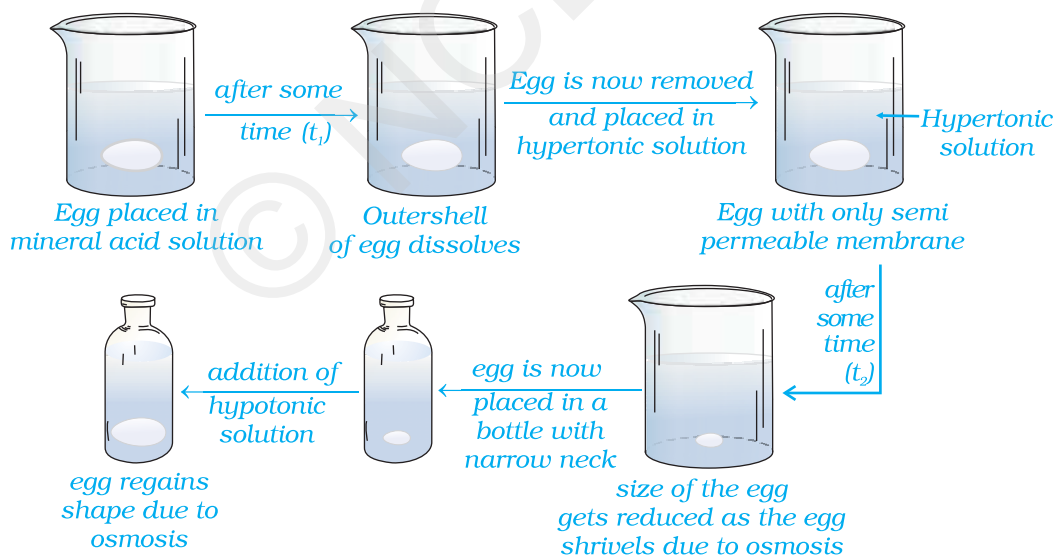 after some
time (t₁)
Egg is now removed
and placed in
hypertonic solution
Hypertonic
solution
Egg placed in
mineral acid solution
Outershell
of egg dissolves
Egg with only semi
permeable membrane
after
some
time
(t₂)
egg is now
placed in a
bottle with
narrow neck
addition of
hypotonic
solution
egg regains
shape due to
osmosis
size of the egg
gets reduced as the egg
shrivels due to osmosis
© NC